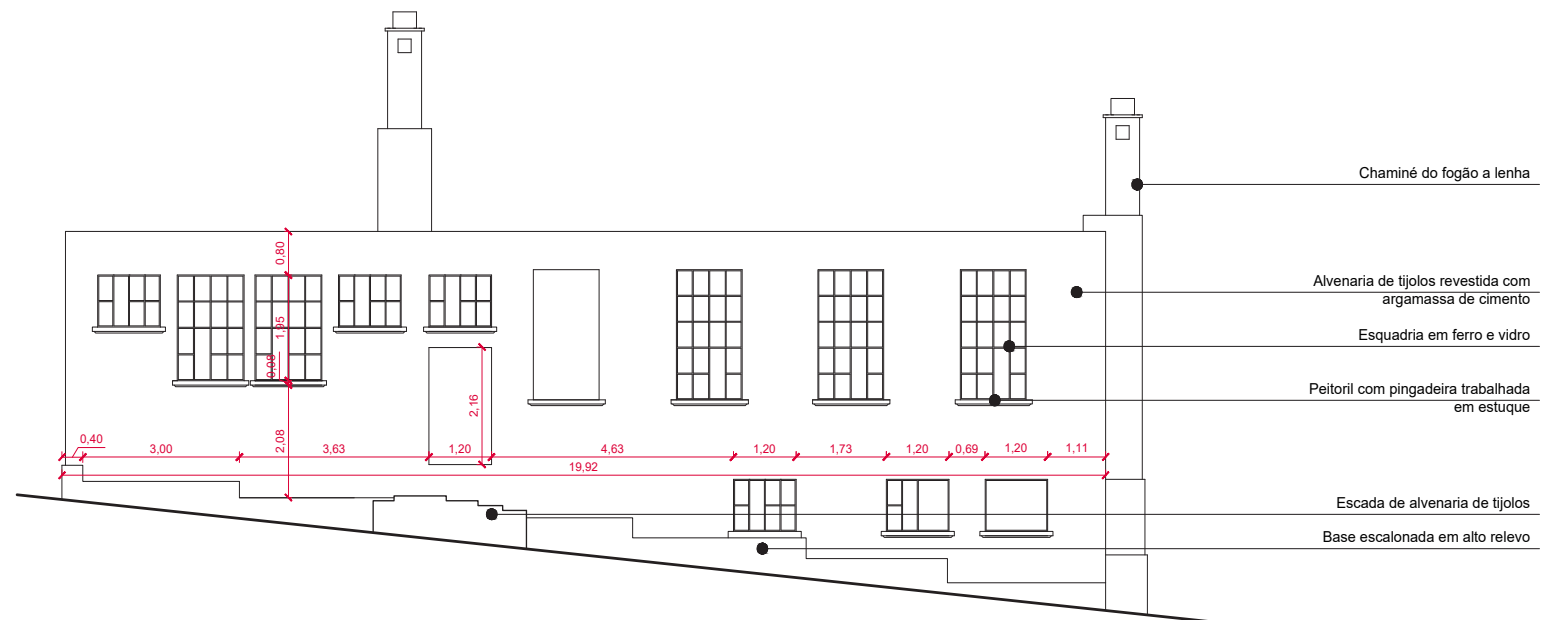 Chaminé do fogão a lenha
0,80
Alvenaria de tijolos revestida com
argamassa de cimento
1,95
Esquadria em ferro e vidro
0,08
Peitoril com pingadeira trabalhada
em estuque
2,16
2,08
0,40
3,00
3,63
1,20
4,63
1,20
1,73
1,20
0,69
1,20
1,11
19,92
Escada de alvenaria de tijolos
Base escalonada em alto relevo